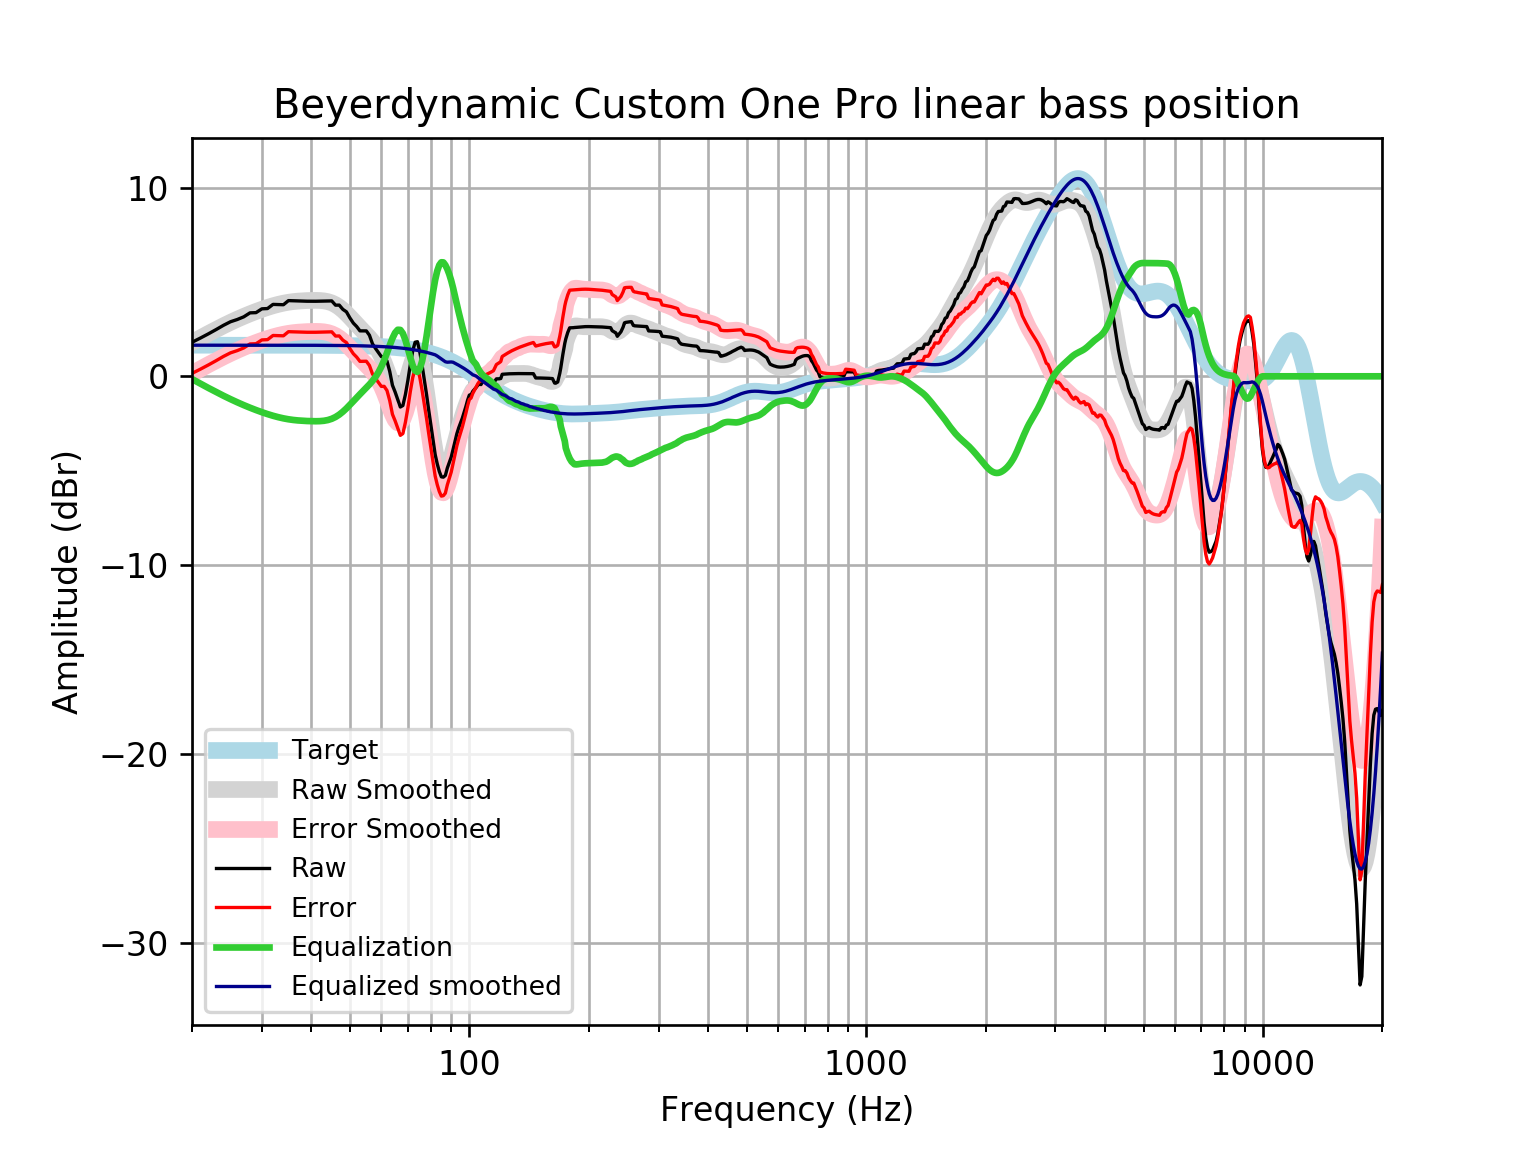 Beyerdynamic Custom One Pro linear bass position
10
0
−10
−20
−30
Amplitude (dBr)
Target
Raw Smoothed
Error Smoothed
Raw
Error
Equalization
Equalized smoothed
100
1000
10000
Frequency (Hz)